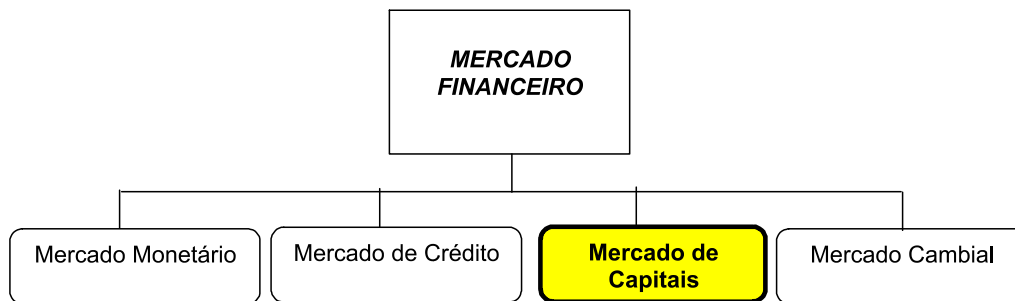 MERCADO
FINANCEIRO
Mercado Monetário
Mercado de Crédito
Mercado de
Capitais
Mercado Cambial